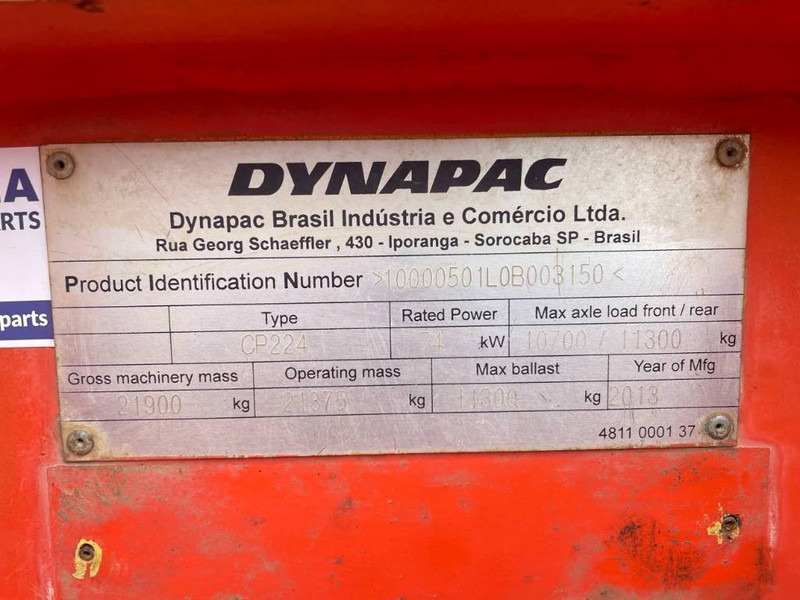 DYNAPAC
Dynapac Brasil Indústria e Comércio Ltda.
Rua Georg Schaeffler , 430 - Iporanga - Sorocaba SP - Brasil
Product Identification Number >10000501L0B003150<
Type Rated Power Max axle load front / rear
CP224 74 kW 10700 / 11300 kg
Gross machinery mass Operating mass Max ballast Year of Mfg
21900 kg 21375 kg kg 2013
4811 0001 37
ARTS
parts